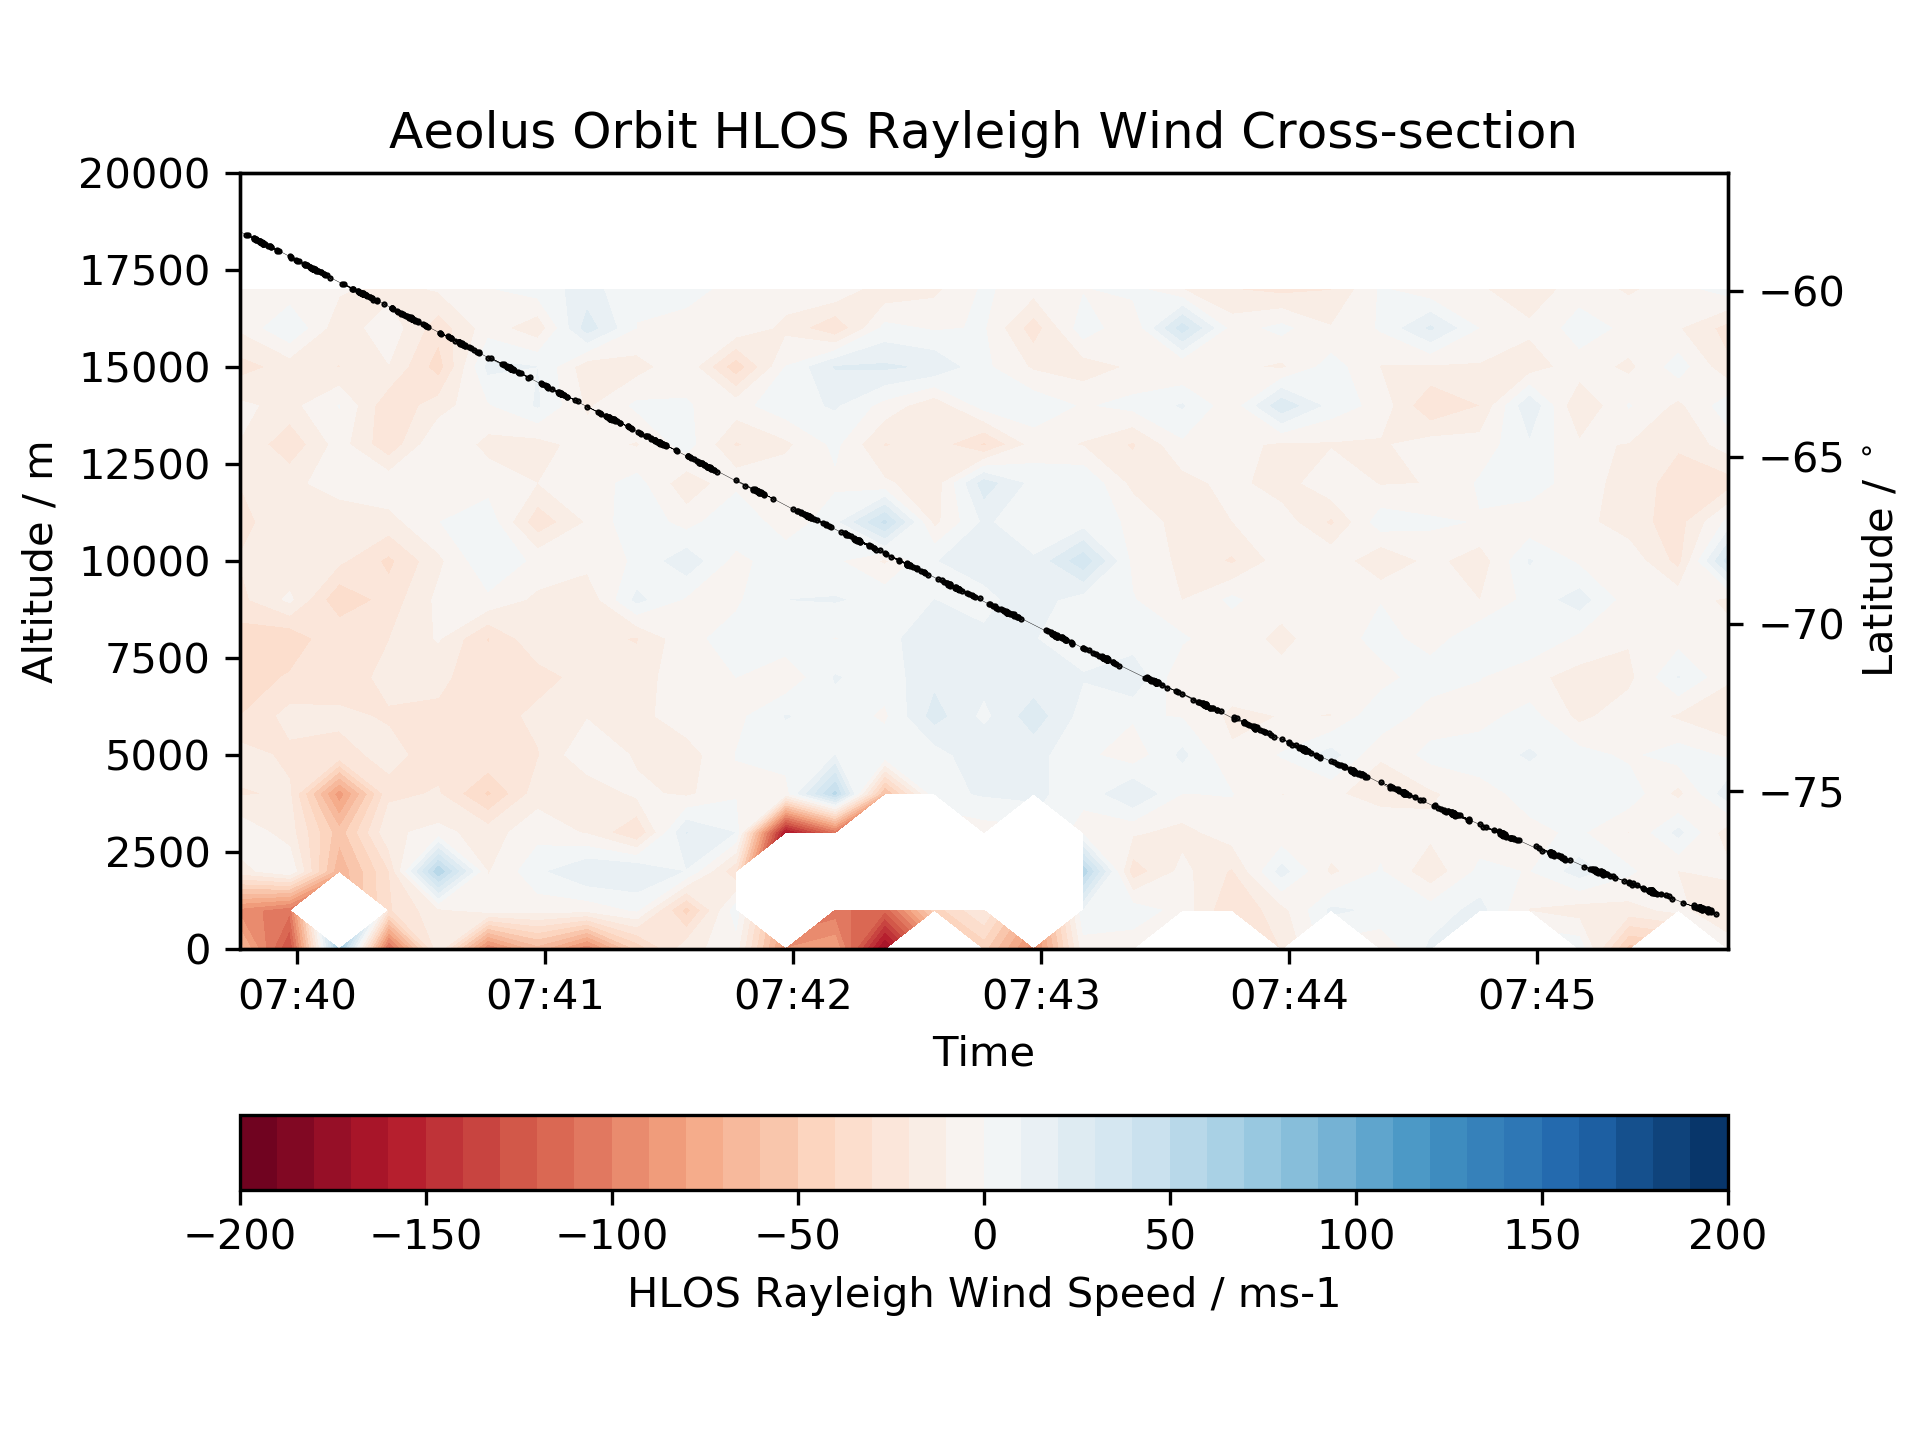 Aeolus Orbit HLOS Rayleigh Wind Cross-section
20000
17500
15000
12500
10000
7500
5000
2500
0
Altitude / m
−60
−65
−70
−75
Latitude / °
07:40 07:41 07:42 07:43 07:44 07:45
Time
−200 −150 −100 −50 0 50 100 150 200
HLOS Rayleigh Wind Speed / ms-1